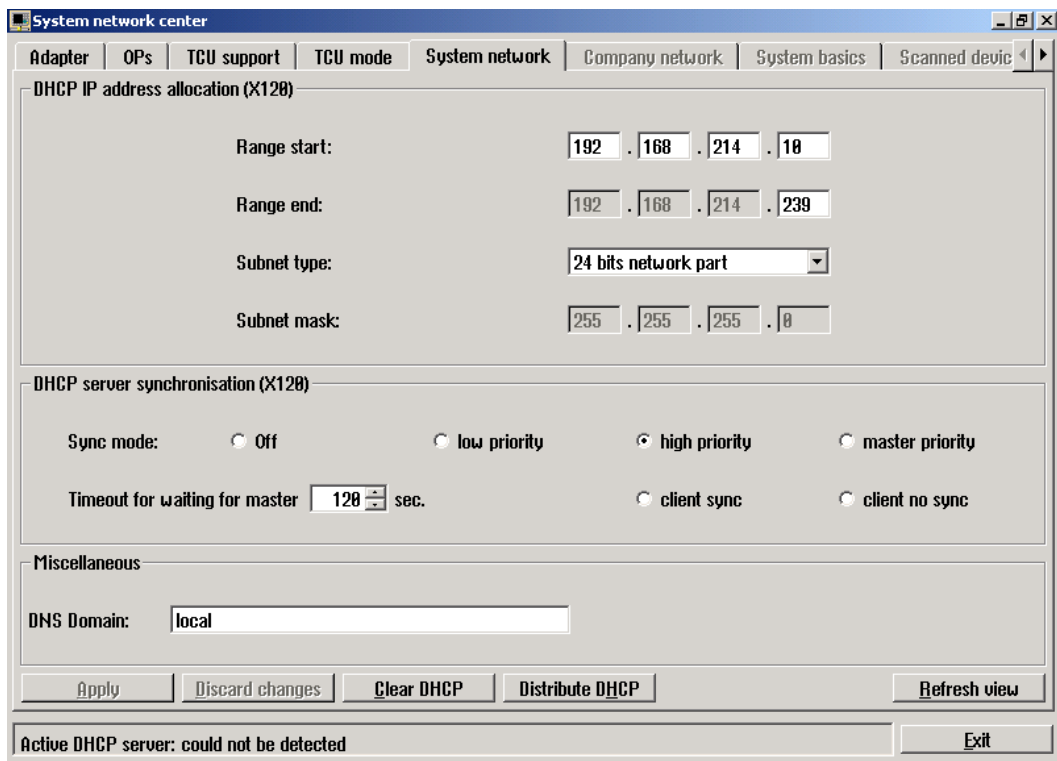 System network center
Adapter OPs TCU support TCU mode System network Company network System basics Scanned devic
DHCP IP address allocation (X120)
Range start: 192 . 168 . 214 . 10
Range end: 192 . 168 . 214 . 239
Subnet type: 24 bits network part
Subnet mask: 255 . 255 . 255 . 0
DHCP server synchronisation (X120)
Sync mode: Off low priority high priority master priority
Timeout for waiting for master 120 sec. client sync client no sync
Miscellaneous
DNS Domain: local
Apply Discard changes Clear DHCP Distribute DHCP Refresh view
Active DHCP server: could not be detected Exit